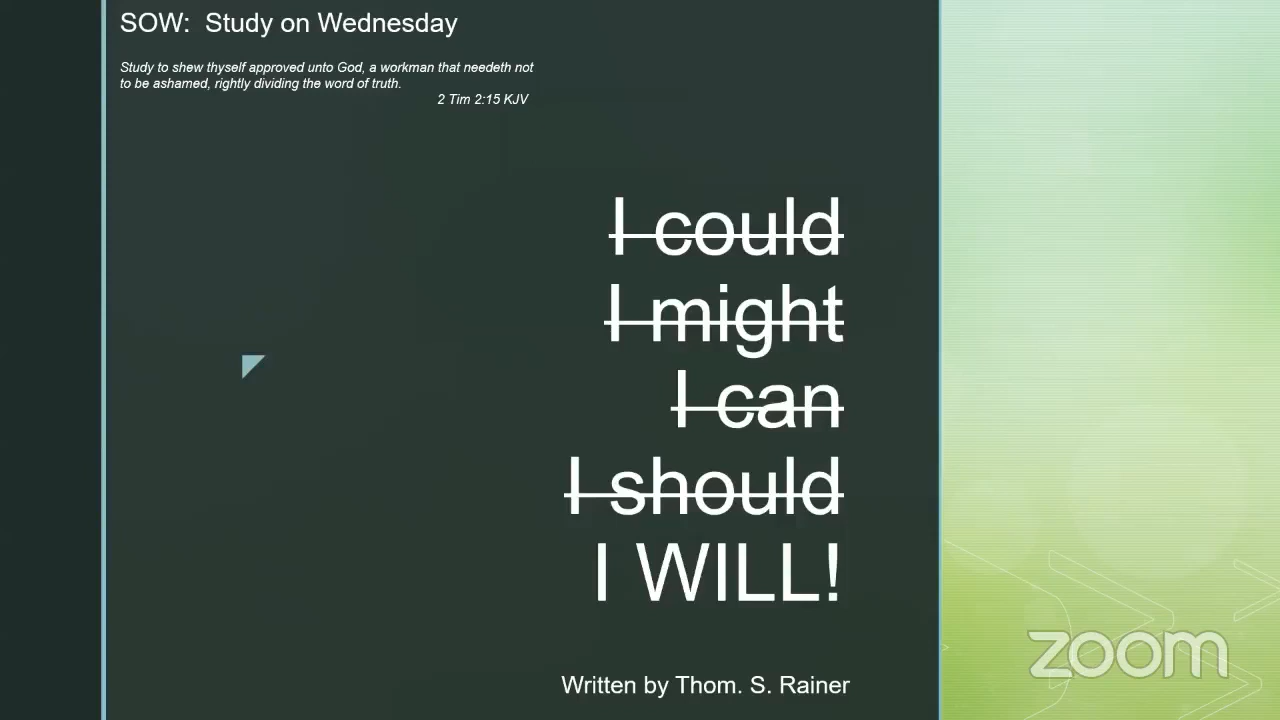 SOW:  Study on Wednesday
Study to shew thyself approved unto God, a workman that needeth not
to be ashamed, rightly dividing the word of truth.
2 Tim 2:15 KJV
I could
I might
I can
I should
I WILL!
Written by Thom. S. Rainer
zoom